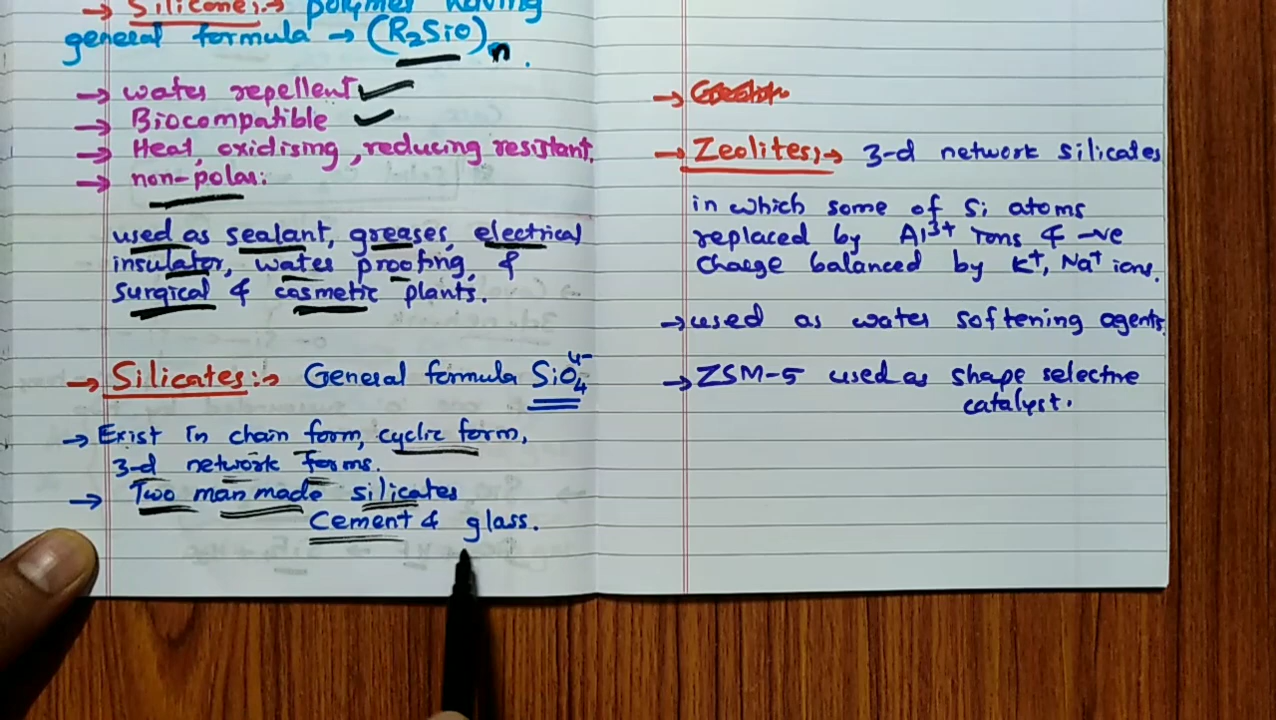 → Silicone :→ polymer having
general formula → (R2SiO)n.
→ water repellent
→ Biocompatible
→ Heat, oxidising, reducing resistant.
→ non-polar.
used as sealant, greases, electrical
insulator, water proofing, &
surgical & cosmetic plants.
→ Silicates :→ General formula SiO4^4-
→ Exist in chain form, cyclic form,
3-d network forms.
→ Two man made silicates
Cement & glass.
→ Zeolites :→ 3-d network silicates
in which some of Si atoms
replaced by Al3+ ions & -ve
charge balanced by K+, Na+ ions.
→ used as water softening agents.
→ ZSM-5 used as shape selective
catalyst.